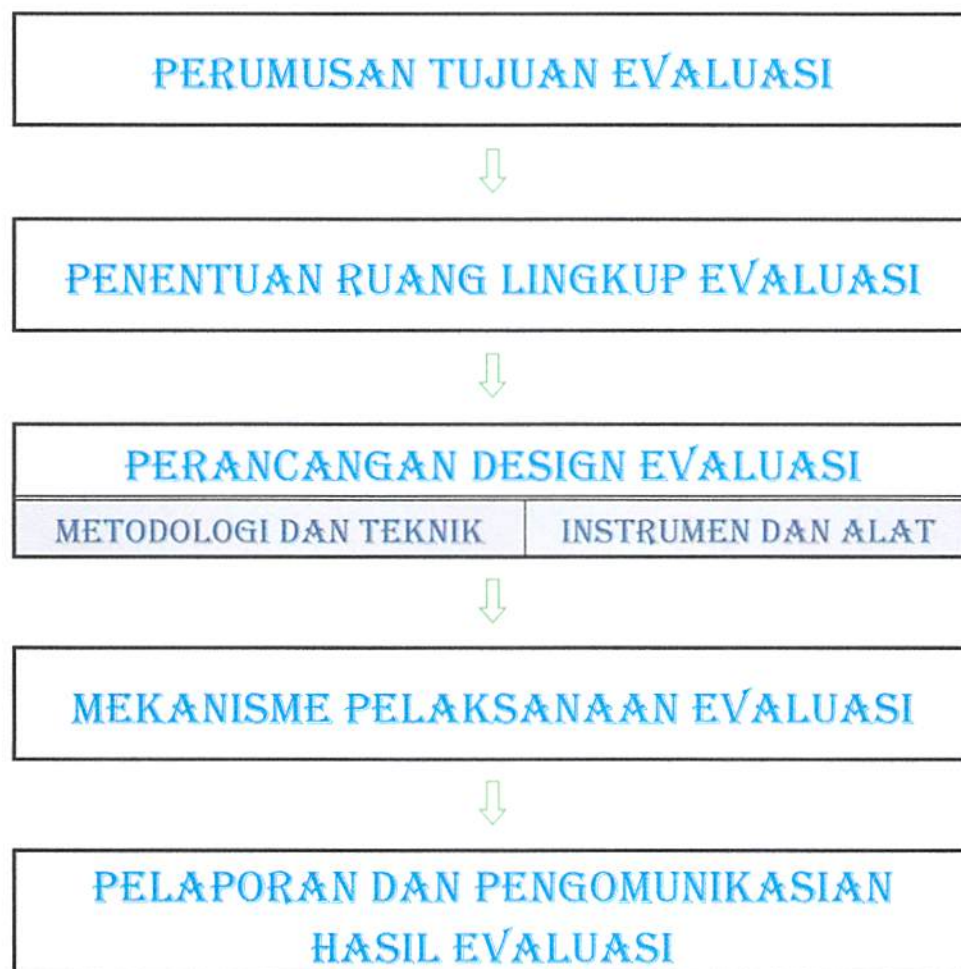 PERUMUSAN TUJUAN EVALUASI
PENENTUAN RUANG LINGKUP EVALUASI
PERANCANGAN DESIGN EVALUASI
METODOLOGI DAN TEKNIK
INSTRUMEN DAN ALAT
MEKANISME PELAKSANAAN EVALUASI
PELAPORAN DAN PENGOMUNIKASIAN
HASIL EVALUASI